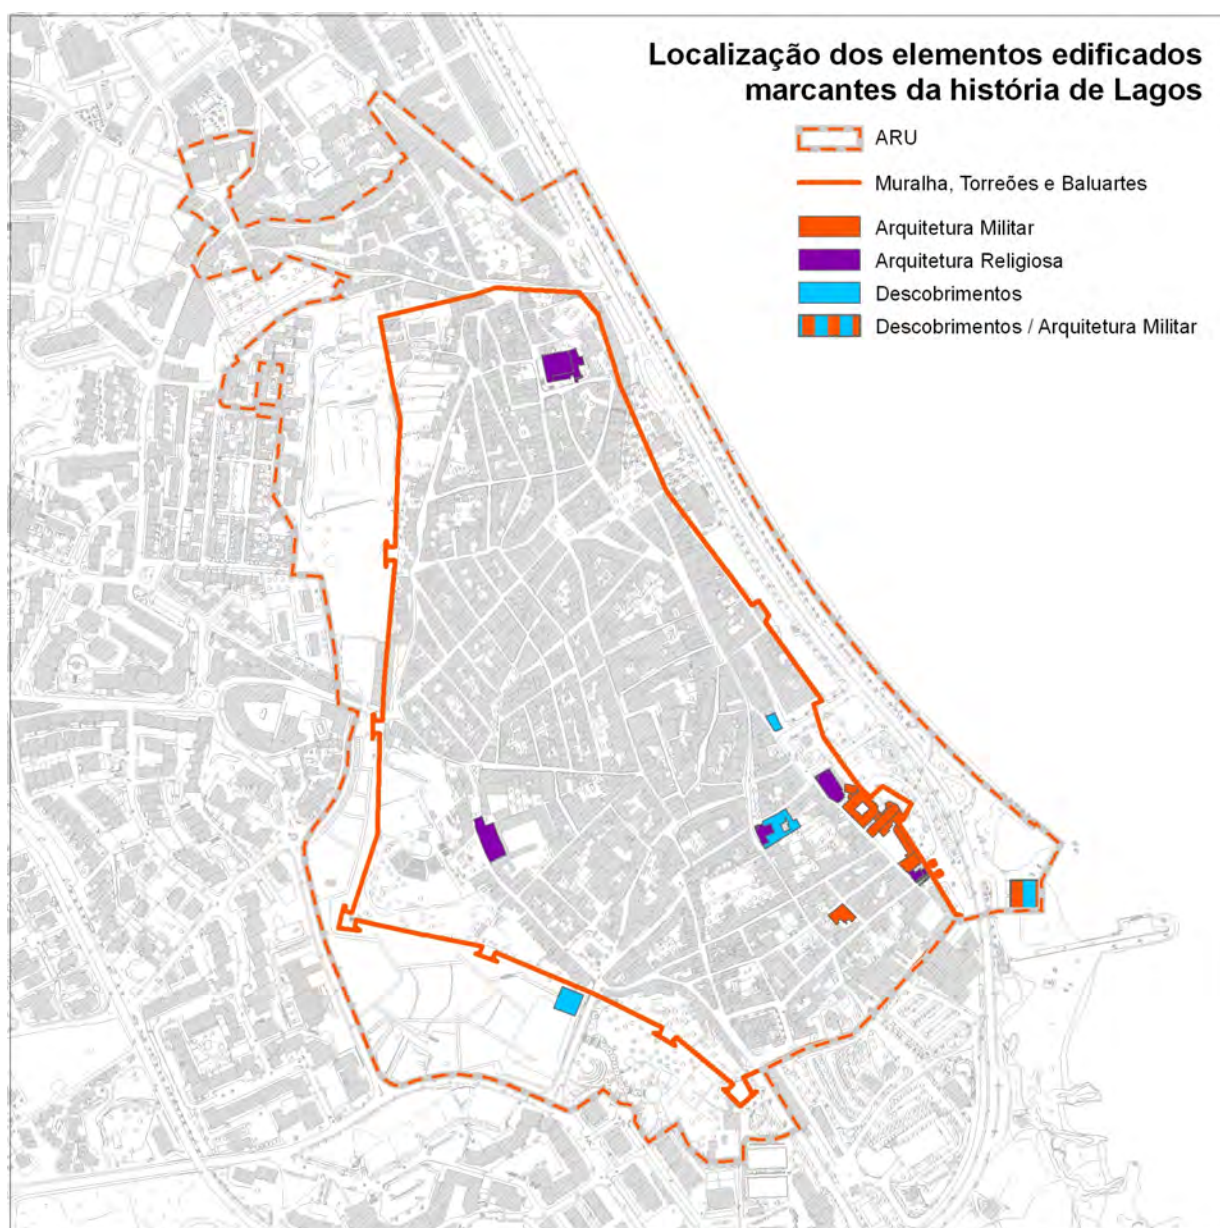 Localização dos elementos edificados
marcantes da história de Lagos
ARU
Muralha, Torreões e Baluartes
Arquitetura Militar
Arquitetura Religiosa
Descobrimentos
Descobrimentos / Arquitetura Militar